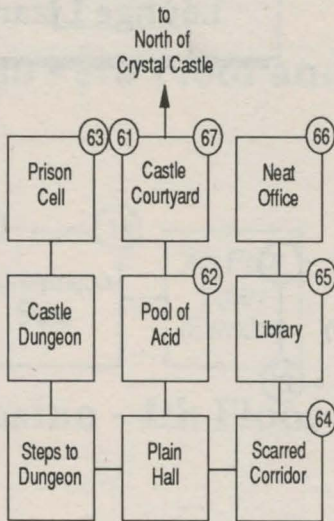 to
North of
Crystal Castle
63
61
67
66
Prison
Cell
Castle
Courtyard
Neat
Office
62
65
Castle
Dungeon
Pool of
Acid
Library
64
Steps to
Dungeon
Plain
Hall
Scarred
Corridor